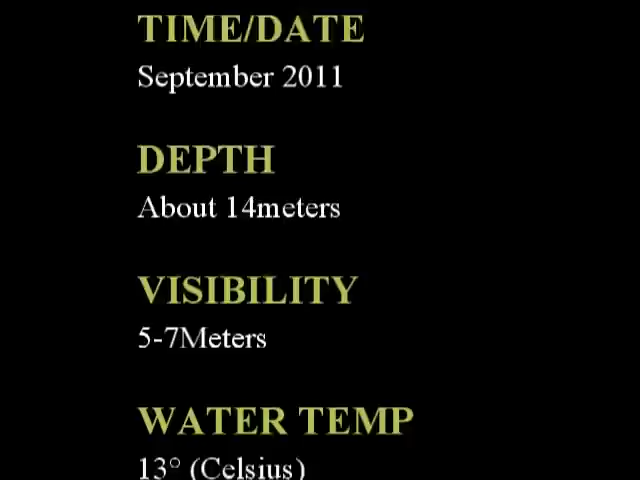 TIME/DATE
September 2011
DEPTH
About 14meters
VISIBILITY
5-7Meters
WATER TEMP
13° (Celsius)